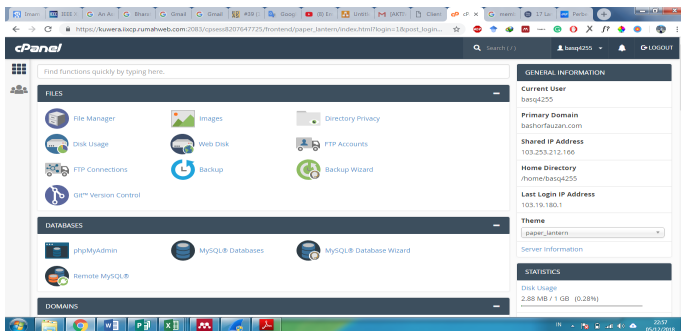 https://kuwera.iixcp.rumahweb.com:2083/cpsess8207647725/frontend/paper_lantern/index.html?login=1&post_login...
cPanel
Search ( / )
basq4255
LOGOUT
Find functions quickly by typing here.
FILES
File Manager
Images
Directory Privacy
Disk Usage
Web Disk
FTP Accounts
FTP Connections
Backup
Backup Wizard
Git™ Version Control
DATABASES
phpMyAdmin
MySQL® Databases
MySQL® Database Wizard
Remote MySQL®
DOMAINS
GENERAL INFORMATION
Current User
basq4255
Primary Domain
bashorfauzan.com
Shared IP Address
103.253.212.166
Home Directory
/home/basq4255
Last Login IP Address
103.19.180.1
Theme
paper_lantern
Server Information
STATISTICS
Disk Usage
2.88 MB / 1 GB (0.28%)
IN
22:57
05/12/2018